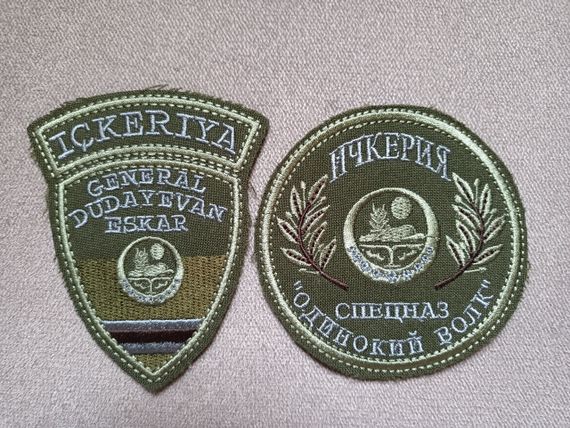 IÇKERIYA
GENERAL
DUDAYEVAN
ESKAR
ИЧКЕРИЯ
СПЕЦНАЗ
"ОДИНОКИЙ ВОЛК"